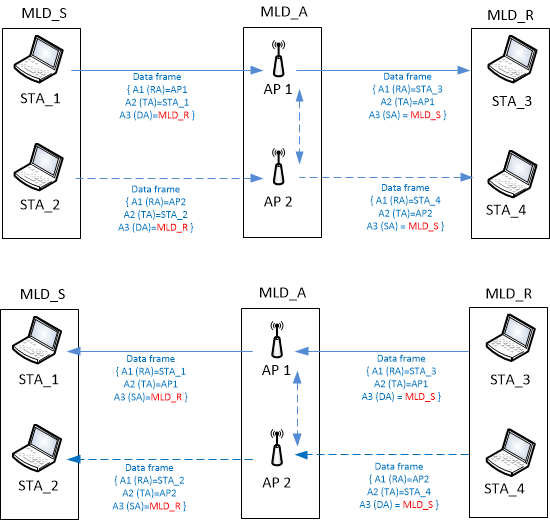 MLD_S
MLD_A
MLD_R
STA_1
Data frame
{ A1 (RA)=AP1
A2 (TA)=STA_1
A3 (DA)=MLD_R }
AP 1
Data frame
{ A1 (RA)=STA_3
A2 (TA)=AP1
A3 (SA) = MLD_S }
STA_3
STA_2
Data frame
{ A1 (RA)=AP2
A2 (TA)=STA_2
A3 (DA)=MLD_R }
AP 2
Data frame
{ A1 (RA)=STA_4
A2 (TA)=AP2
A3 (SA) = MLD_S }
STA_4
MLD_S
MLD_A
MLD_R
STA_1
Data frame
{ A1 (RA)=STA_1
A2 (TA)=AP1
A3 (SA)=MLD_R }
AP 1
Data frame
{ A1 (RA)=STA_3
A2 (TA)=AP1
A3 (DA) = MLD_S }
STA_3
STA_2
Data frame
{ A1 (RA)=STA_2
A2 (TA)=AP2
A3 (SA)=MLD_R }
AP 2
Data frame
{ A1 (RA)=AP2
A2 (TA)=STA_4
A3 (DA) = MLD_S }
STA_4